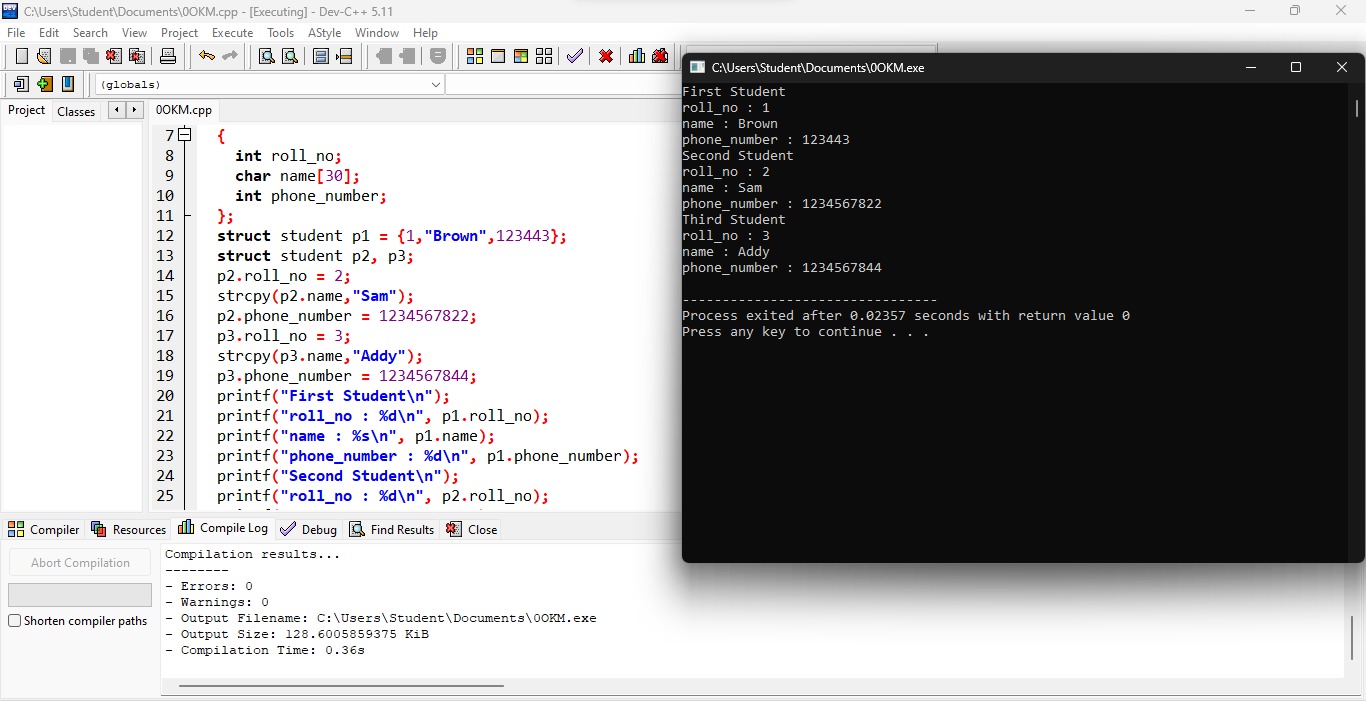 C:\Users\Student\Documents\0OKM.cpp - [Executing] - Dev-C++ 5.11
File Edit Search View Project Execute Tools AStyle Window Help
(globals)
Project Classes
0OKM.cpp
7 {
8 int roll_no;
9 char name[30];
10 int phone_number;
11 };
12 struct student p1 = {1,"Brown",123443};
13 struct student p2, p3;
14 p2.roll_no = 2;
15 strcpy(p2.name,"Sam");
16 p2.phone_number = 1234567822;
17 p3.roll_no = 3;
18 strcpy(p3.name,"Addy");
19 p3.phone_number = 1234567844;
20 printf("First Student\n");
21 printf("roll_no : %d\n", p1.roll_no);
22 printf("name : %s\n", p1.name);
23 printf("phone_number : %d\n", p1.phone_number);
24 printf("Second Student\n");
25 printf("roll_no : %d\n", p2.roll_no);
C:\Users\Student\Documents\0OKM.exe
First Student
roll_no : 1
name : Brown
phone_number : 123443
Second Student
roll_no : 2
name : Sam
phone_number : 1234567822
Third Student
roll_no : 3
name : Addy
phone_number : 1234567844
--------------------------------
Process exited after 0.02357 seconds with return value 0
Press any key to continue . . .
Compiler Resources Compile Log Debug Find Results Close
Abort Compilation
Shorten compiler paths
Compilation results...
--------
- Errors: 0
- Warnings: 0
- Output Filename: C:\Users\Student\Documents\0OKM.exe
- Output Size: 128.6005859375 KiB
- Compilation Time: 0.36s